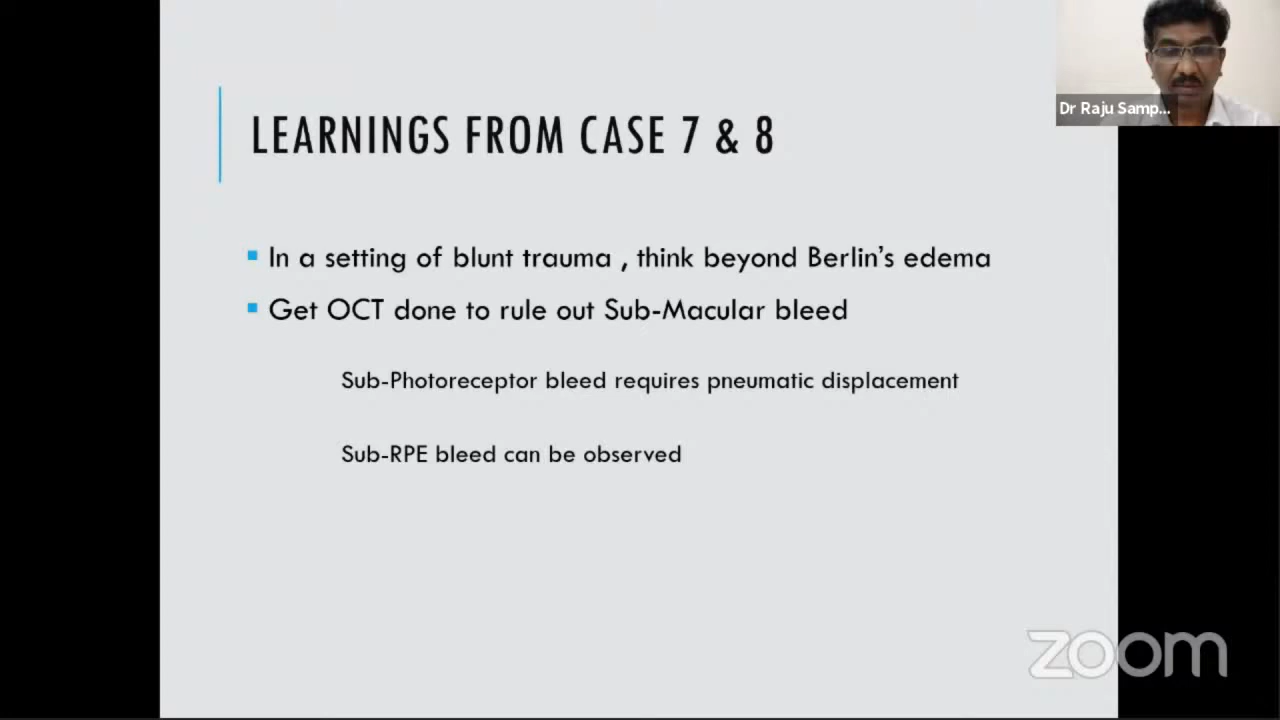 LEARNINGS FROM CASE 7 & 8
In a setting of blunt trauma , think beyond Berlin's edema
Get OCT done to rule out Sub-Macular bleed
Sub-Photoreceptor bleed requires pneumatic displacement
Sub-RPE bleed can be observed
Dr Raju Samp...
zoom